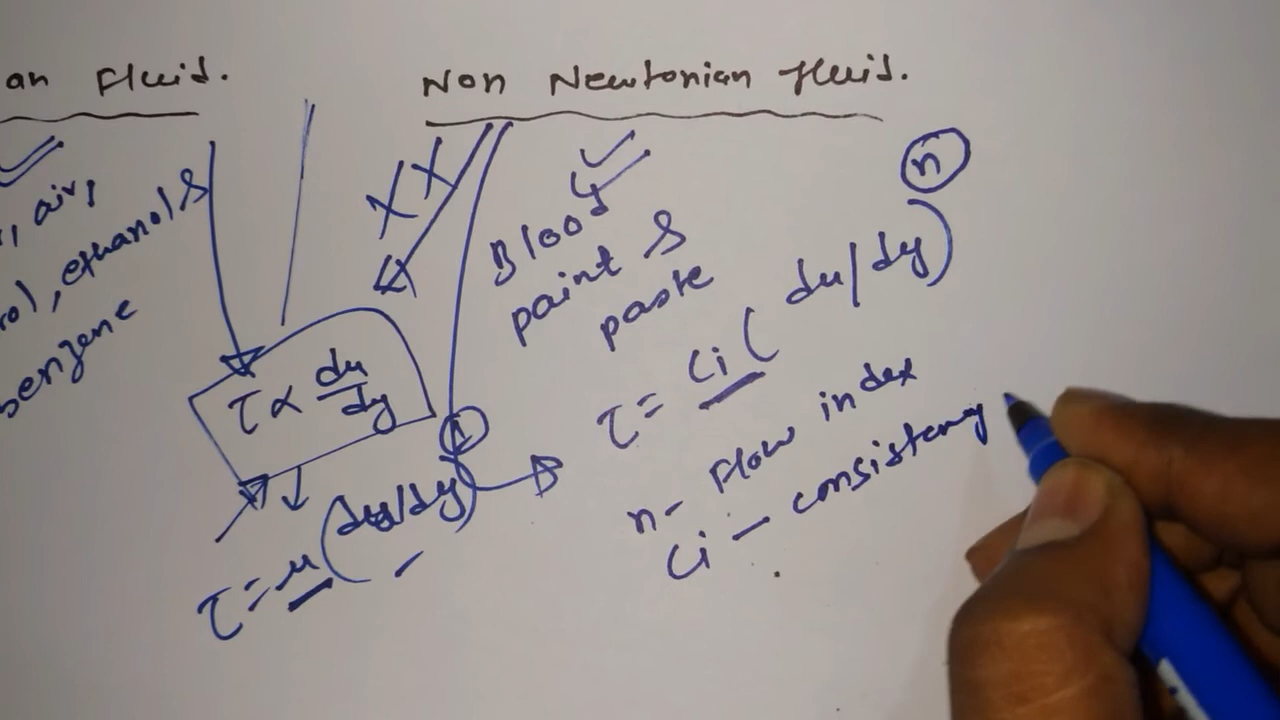 an Fluid.
Non Newtonian fluid.
, air,
ethanol &
benzene
τ ∝ du/dy
τ = μ (du/dy)^1
Blood
paint &
paste
τ = Ci (du/dy)^n
n - Flow index
Ci - consistency